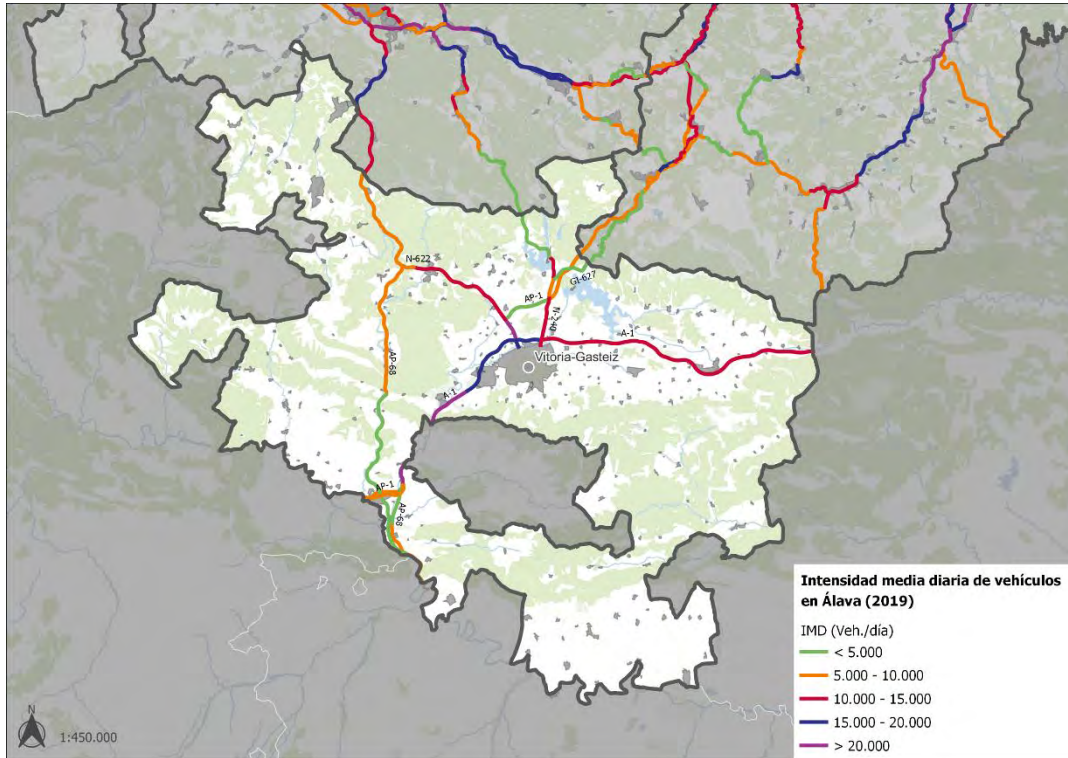 N-622
AP-1
GI-627
N-240
A-1
Vitoria-Gasteiz
AP-68
A-1
AP-1
AP-68
Intensidad media diaria de vehículos
en Álava (2019)
IMD (Veh./día)
< 5.000
5.000 - 10.000
10.000 - 15.000
15.000 - 20.000
> 20.000
N
1:450.000